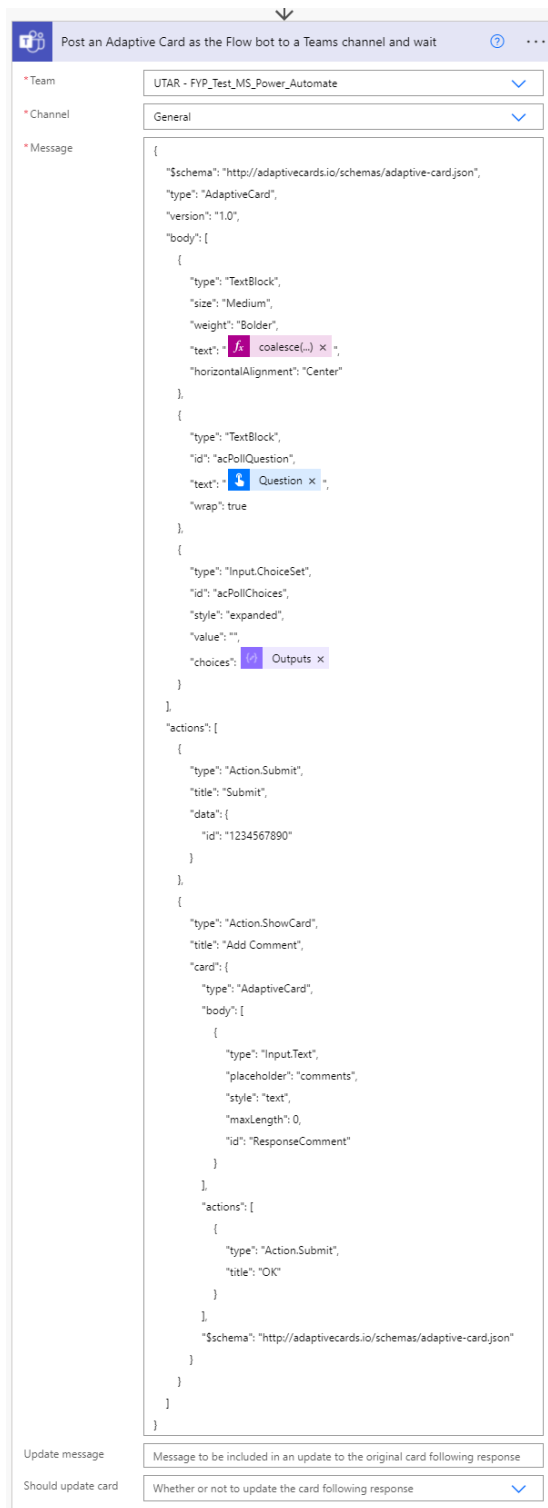 Post an Adaptive Card as the Flow bot to a Teams channel and wait
*Team
UTAR - FYP_Test_MS_Power_Automate
*Channel
General
*Message
{
"$schema": "http://adaptivecards.io/schemas/adaptive-card.json",
"type": "AdaptiveCard",
"version": "1.0",
"body": [
{
"type": "TextBlock",
"size": "Medium",
"weight": "Bolder",
"text": " fx coalesce(...) × ",
"horizontalAlignment": "Center"
},
{
"type": "TextBlock",
"id": "acPollQuestion",
"text": " Question × ",
"wrap": true
},
{
"type": "Input.ChoiceSet",
"id": "acPollChoices",
"style": "expanded",
"value": "",
"choices": Outputs ×
}
],
"actions": [
{
"type": "Action.Submit",
"title": "Submit",
"data": {
"id": "1234567890"
}
},
{
"type": "Action.ShowCard",
"title": "Add Comment",
"card": {
"type": "AdaptiveCard",
"body": [
{
"type": "Input.Text",
"placeholder": "comments",
"style": "text",
"maxLength": 0,
"id": "ResponseComment"
}
],
"actions": [
{
"type": "Action.Submit",
"title": "OK"
}
],
"$schema": "http://adaptivecards.io/schemas/adaptive-card.json"
}
}
]
}
Update message
Message to be included in an update to the original card following response
Should update card
Whether or not to update the card following response